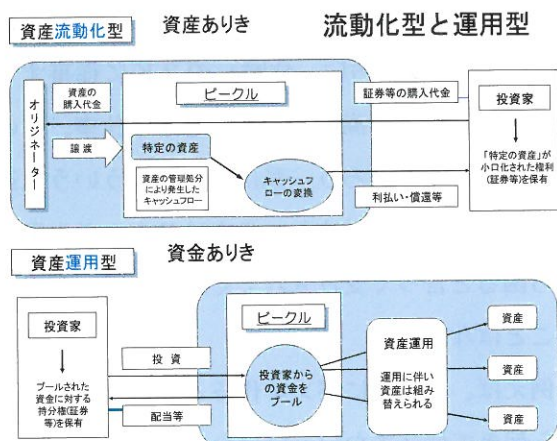 資産流動化型
資産ありき
流動化型と運用型
オリジネーター
資産の
購入代金
譲渡
ビークル
特定の資産
資産の管理処分
により発生した
キャッシュフロー
キャッシュフ
ローの変換
証券等の購入代金
利払い・償還等
投資家
「特定の資産」が
小口化された権利
(証券等)を保有
資産運用型
資金ありき
投資家
プールされた
資金に対する
持分権(証券
等)を保有
投資
配当等
ビークル
投資家から
の資金を
プール
資産運用
運用に伴い
資産は組み
替えられる
資産
資産
資産